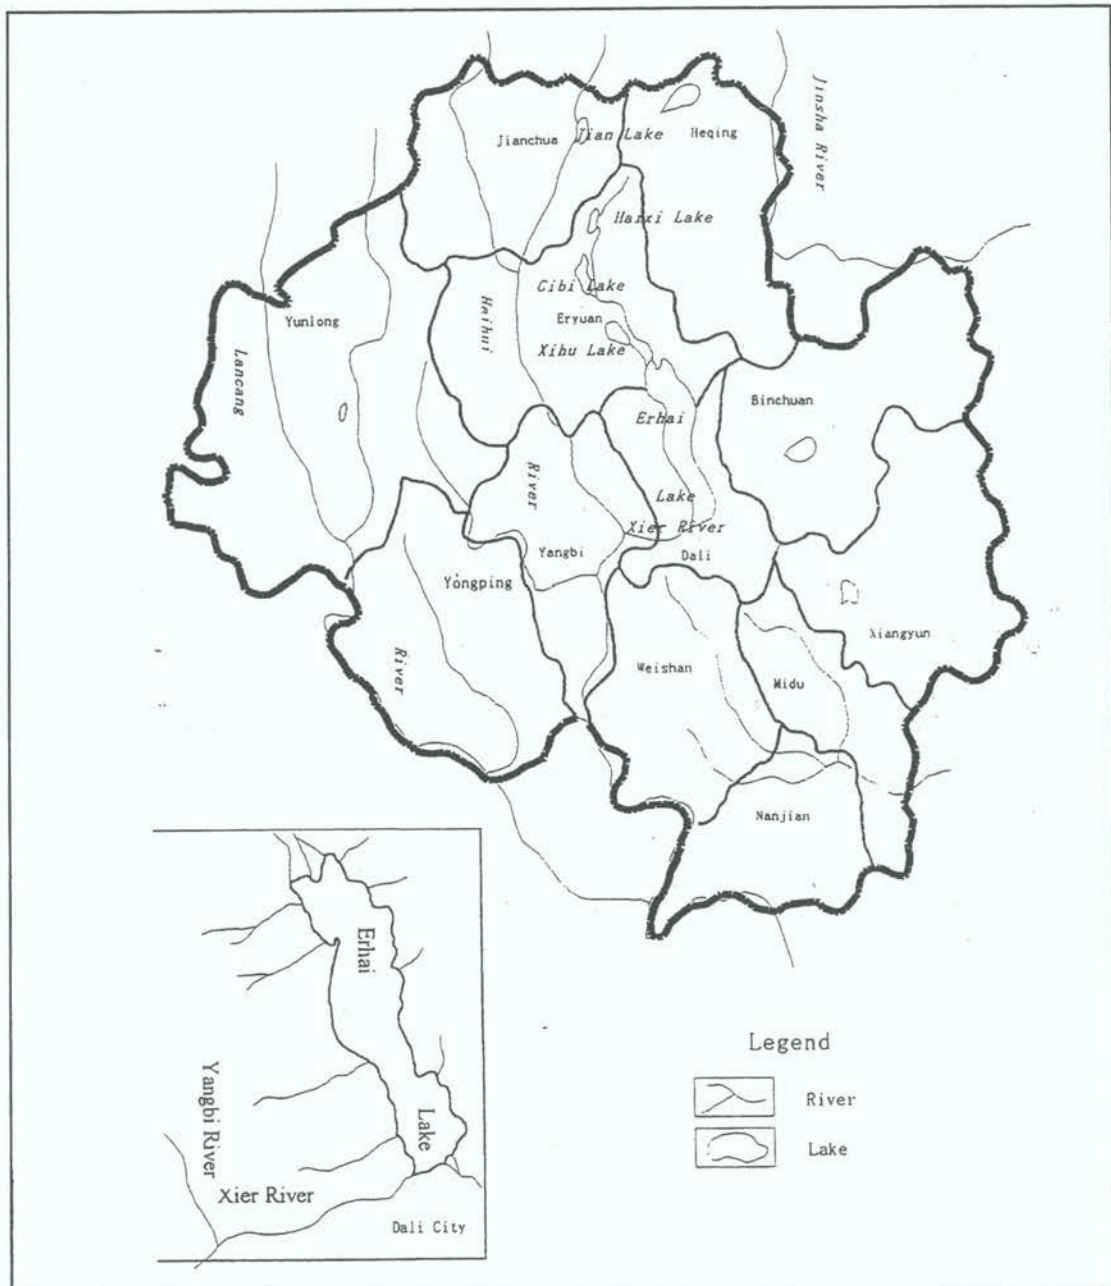 Jinsha River
Jianchua
Jian Lake
Heqing
Haixi Lake
Cibi Lake
Eryuan
Xihu Lake
Haihui
River
Yunlong
Lancang
River
Binchuan
Erhai
Lake
Xier River
Yangbi
Dali
Yongping
Xiangyun
Weishan
Midu
Nanjian
Erhai
Lake
Yangbi River
Xier River
Dali City
Legend
River
Lake